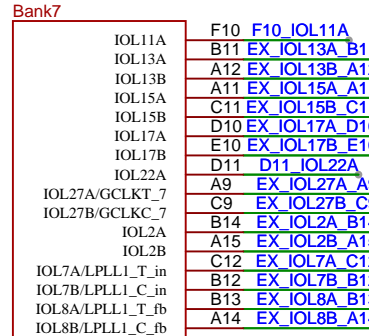 Bank7
IOL11A F10 F10_IOL11A
IOL13A B11 EX_IOL13A_B1
IOL13B A12 EX_IOL13B_A1
IOL15A A11 EX_IOL15A_A1
IOL15B C11 EX_IOL15B_C1
IOL17A D10 EX_IOL17A_D1
IOL17B E10 EX_IOL17B_E1
IOL22A D11 D11_IOL22A
IOL27A/GCLKT_7 A9 EX_IOL27A_A
IOL27B/GCLKC_7 C9 EX_IOL27B_C
IOL2A B14 EX_IOL2A_B1
IOL2B A15 EX_IOL2B_A1
IOL7A/LPLL1_T_in C12 EX_IOL7A_C1
IOL7B/LPLL1_C_in B12 EX_IOL7B_B1
IOL8A/LPLL1_T_fb B13 EX_IOL8A_B1
IOL8B/LPLL1_C_fb A14 EX_IOL8B_A1